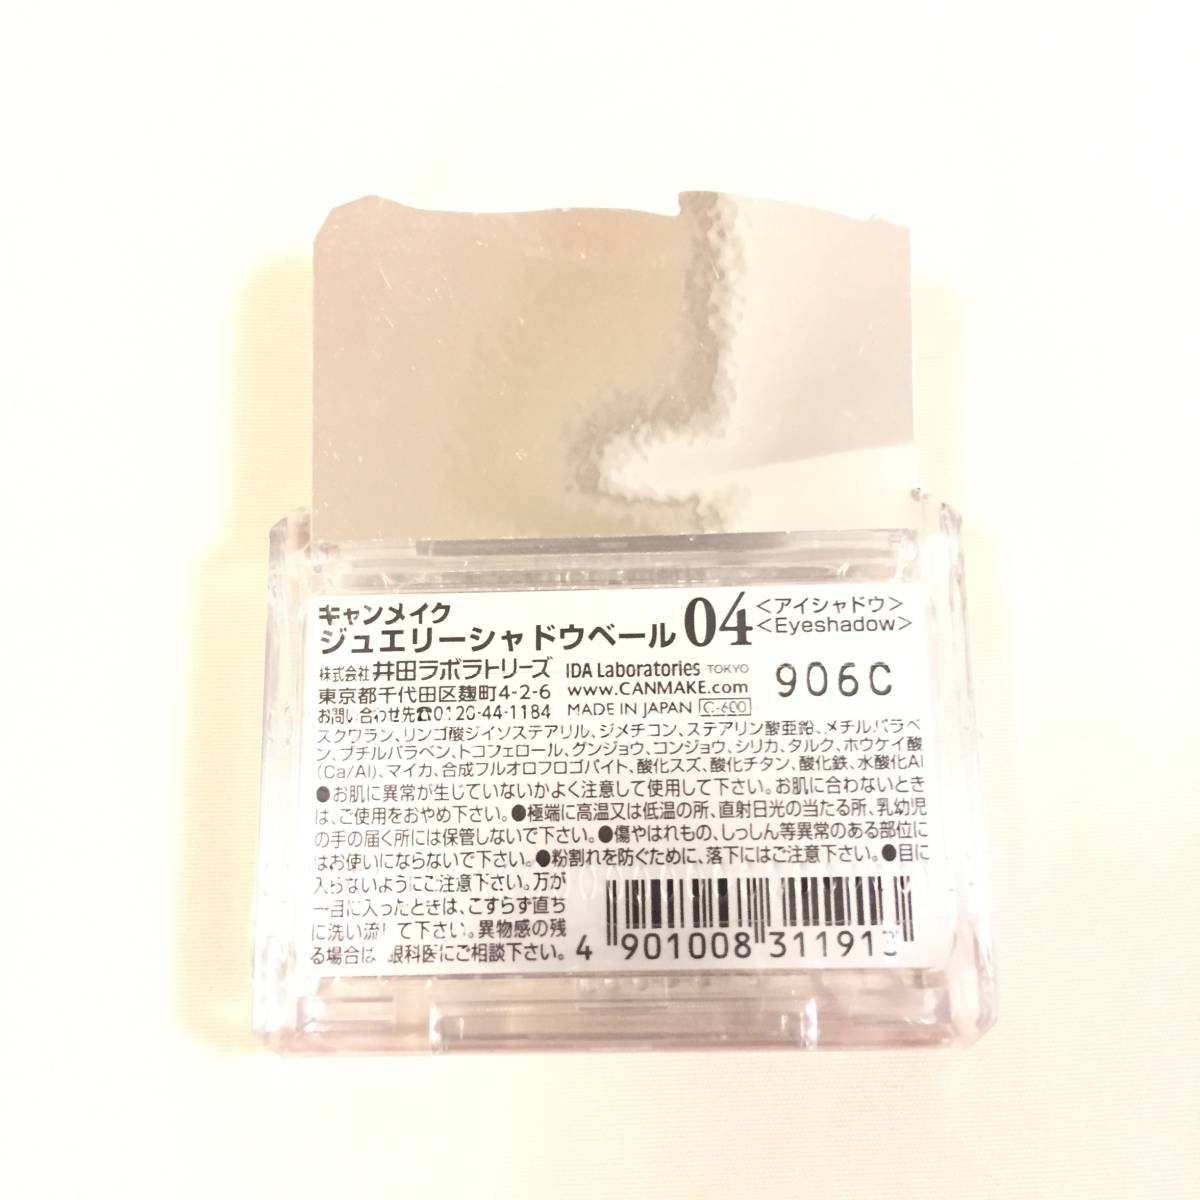 キャンメイク
ジュエリーシャドウベール 04 <アイシャドウ>
<Eyeshadow>
株式会社 井田ラボラトリーズ IDA Laboratories TOKYO
東京都千代田区麹町4-2-6 www.CANMAKE.com
906C
お問い合わせ先☎0120-44-1184 MADE IN JAPAN C-600
スクワラン、リンゴ酸ジイソステアリル、ジメチコン、ステアリン酸亜鉛、メチルパラベ
ン、ブチルパラベン、トコフェロール、グンジョウ、コンジョウ、シリカ、タルク、ホウケイ酸
(Ca/Al)、マイカ、合成フルオロフロゴパイト、酸化スズ、酸化チタン、酸化鉄、水酸化Al
●お肌に異常が生じていないかよく注意して使用して下さい。お肌に合わないとき
は、ご使用をおやめ下さい。●極端に高温又は低温の所、直射日光の当たる所、乳幼児
の手の届く所には保管しないで下さい。●傷やはれもの、しっしん等異常のある部位に
はお使いにならないで下さい。●粉割れを防ぐために、落下にはご注意下さい。●目に
入らないようにご注意下さい。万が
一目に入ったときは、こすらず直ち
に洗い流して下さい。異物感の残
る場合は、眼科医にご相談下さい。
4 901008 311913